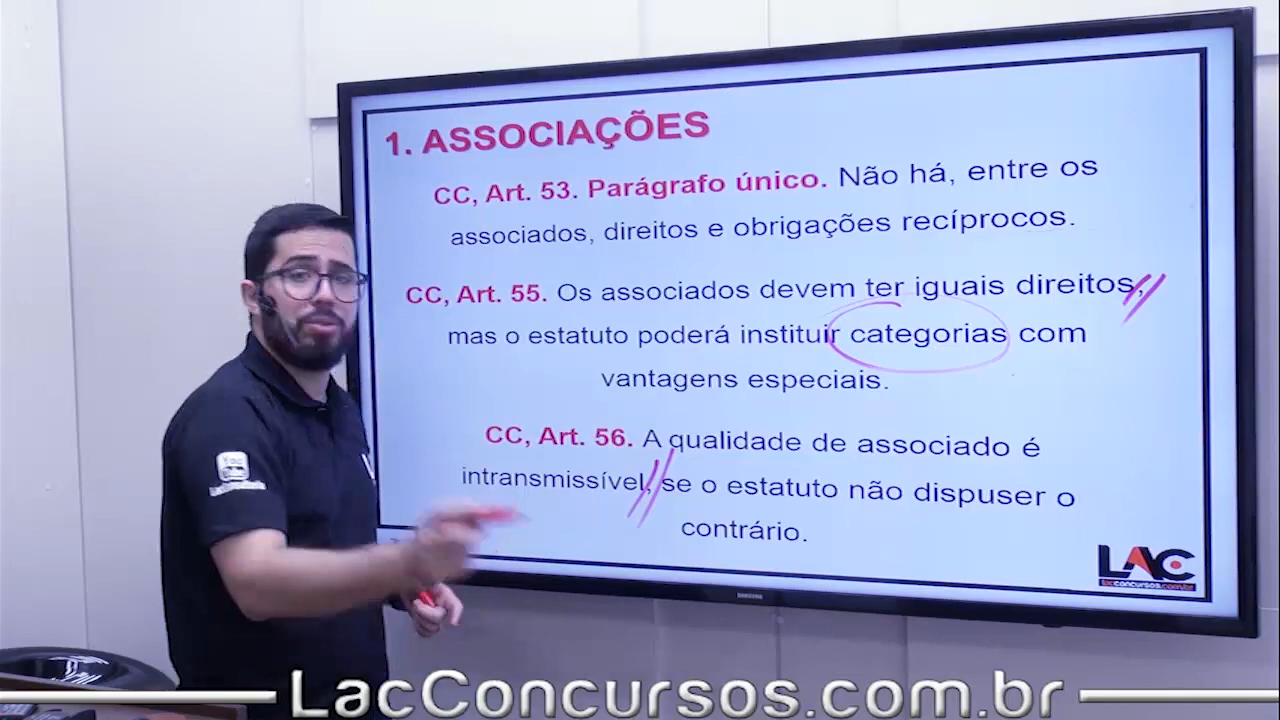 1. ASSOCIAÇÕES
CC, Art. 53. Parágrafo único. Não há, entre os
associados, direitos e obrigações recíprocos.
CC, Art. 55. Os associados devem ter iguais direitos,
mas o estatuto poderá instituir categorias com
vantagens especiais.
CC, Art. 56. A qualidade de associado é
intransmissível, se o estatuto não dispuser o
contrário.
LAC
lacconcursos.com.br
SAMSUNG
LacConcursos.com.br